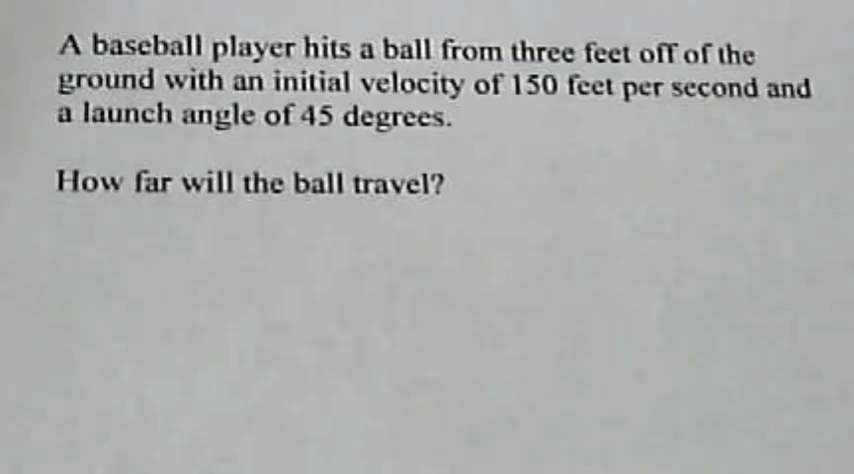 A baseball player hits a ball from three feet off of the
ground with an initial velocity of 150 feet per second and
a launch angle of 45 degrees.
How far will the ball travel?